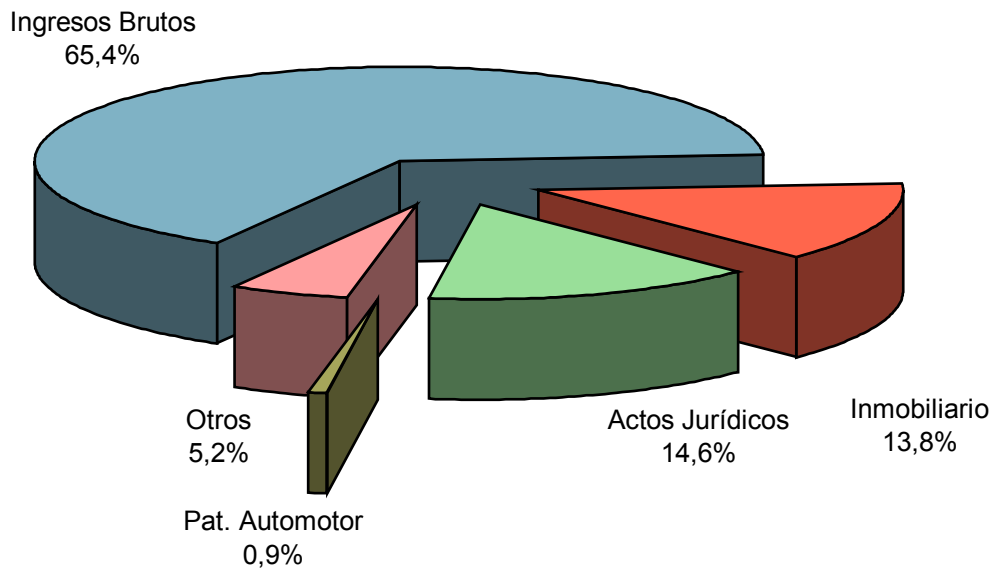 Ingresos Brutos
65,4%
Otros
5,2%
Pat. Automotor
0,9%
Actos Jurídicos
14,6%
Inmobiliario
13,8%